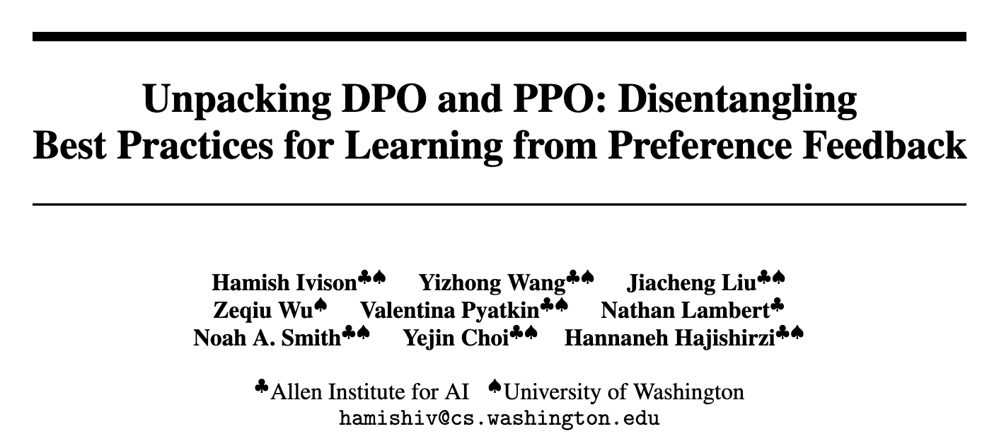 Unpacking DPO and PPO: Disentangling
Best Practices for Learning from Preference Feedback
Hamish Ivison♣♠ Yizhong Wang♣♠ Jiacheng Liu♣♠
Zeqiu Wu♠ Valentina Pyatkin♣♠ Nathan Lambert♣
Noah A. Smith♣♠ Yejin Choi♣♠ Hannaneh Hajishirzi♣♠
♣Allen Institute for AI ♠University of Washington
hamishiv@cs.washington.edu